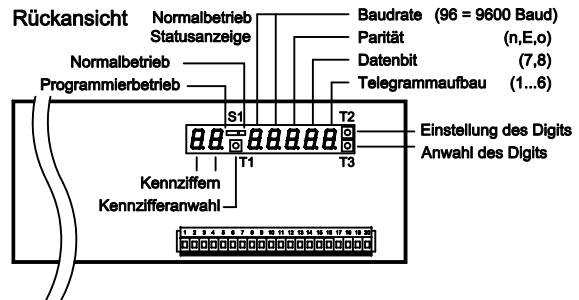 Rückansicht
Normalbetrieb
Statusanzeige
Baudrate (96 = 9600 Baud)
Parität (n,E,o)
Datenbit (7,8)
Telegrammaufbau (1...6)
Normalbetrieb
Programmierbetrieb
S1
T2
8.8. 8.8.8.8.8.
Einstellung des Digits
T1
T3
Anwahl des Digits
Kennziffern
Kennzifferanwahl
1 2 3 4 5 6 7 8 9 10 11 12 13 14 15 16 17 18 19 20